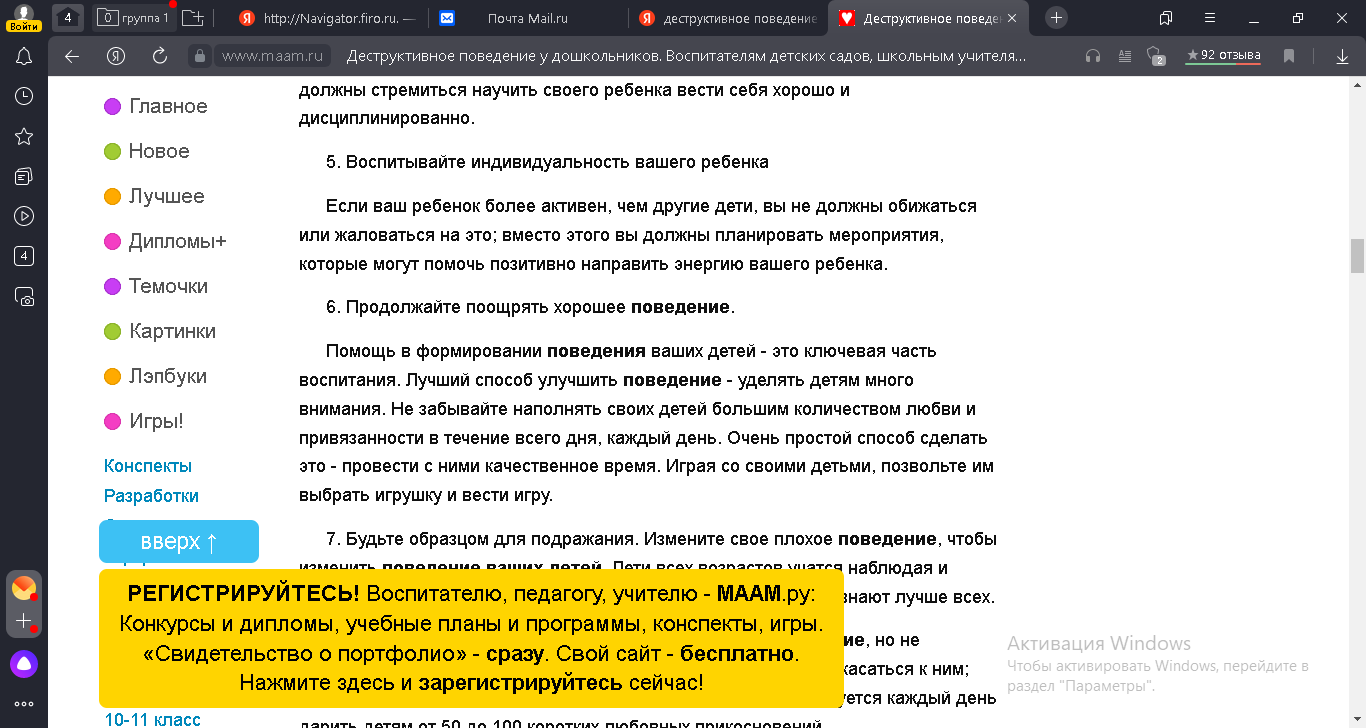 Войти
4
0 группа 1
http://Navigator.firo.ru. —
Почта Mail.ru
деструктивное поведение
Деструктивное поведен
www.maam.ru
Деструктивное поведение у дошкольников. Воспитателям детских садов, школьным учителя...
2
★ 92 отзыва
4
Главное
Новое
Лучшее
Дипломы+
Темочки
Картинки
Лэпбуки
Игры!
Конспекты
Разработки
вверх ↑
10-11 класс
должны стремиться научить своего ребенка вести себя хорошо и
дисциплинированно.
5. Воспитывайте индивидуальность вашего ребенка
Если ваш ребенок более активен, чем другие дети, вы не должны обижаться
или жаловаться на это; вместо этого вы должны планировать мероприятия,
которые могут помочь позитивно направить энергию вашего ребенка.
6. Продолжайте поощрять хорошее поведение.
Помощь в формировании поведения ваших детей - это ключевая часть
воспитания. Лучший способ улучшить поведение - уделять детям много
внимания. Не забывайте наполнять своих детей большим количеством любви и
привязанности в течение всего дня, каждый день. Очень простой способ сделать
это - провести с ними качественное время. Играя со своими детьми, позвольте им
выбрать игрушку и вести игру.
7. Будьте образцом для подражания. Измените свое плохое поведение, чтобы
изменить поведение ваших детей. Дети всех возрастов учатся наблюдая и
знают лучше всех.
ие, но не
касаться к ним;
уется каждый день
дарить детям от 50 до 100 коротких любовных прикосновений
РЕГИСТРИРУЙТЕСЬ! Воспитателю, педагогу, учителю - МААМ.ру:
Конкурсы и дипломы, учебные планы и программы, конспекты, игры.
«Свидетельство о портфолио» - сразу. Свой сайт - бесплатно.
Нажмите здесь и зарегистрируйтесь сейчас!
Активация Windows
Чтобы активировать Windows, перейдите в
раздел "Параметры".